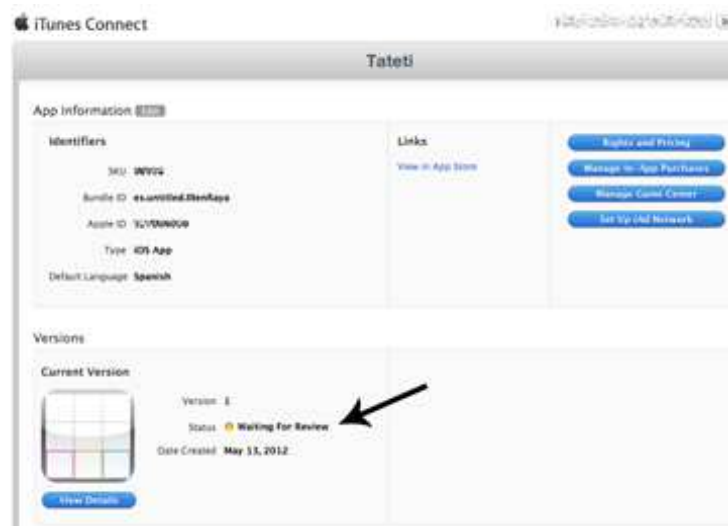 iTunes Connect
Tateti
App Information
Identifiers
SKU
Bundle ID
Apple ID
Type iOS App
Default Language Spanish
Links
View in App Store
Rights and Pricing
Manage In-App Purchases
Manage Game Center
Set Up iAd Network
Versions
Current Version
Version 1
Status Waiting For Review
Date Created May 13, 2012
View Details